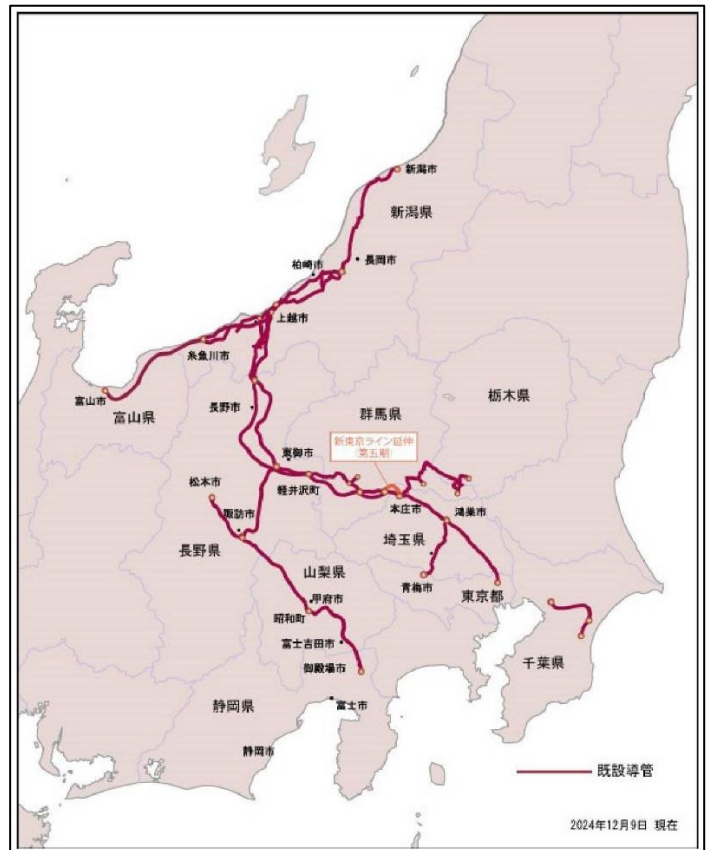 新潟市
新潟県
柏崎市
長岡市
上越市
糸魚川市
富山市
富山県
長野市
群馬県
栃木県
新東京ライン延伸
(第五期)
東御市
松本市
軽井沢町
本庄市
鴻巣市
諏訪市
長野県
埼玉県
山梨県
甲府市
青梅市
東京都
昭和町
富士吉田市
御殿場市
千葉県
静岡県
富士市
静岡市
既設導管
2024年12月9日 現在